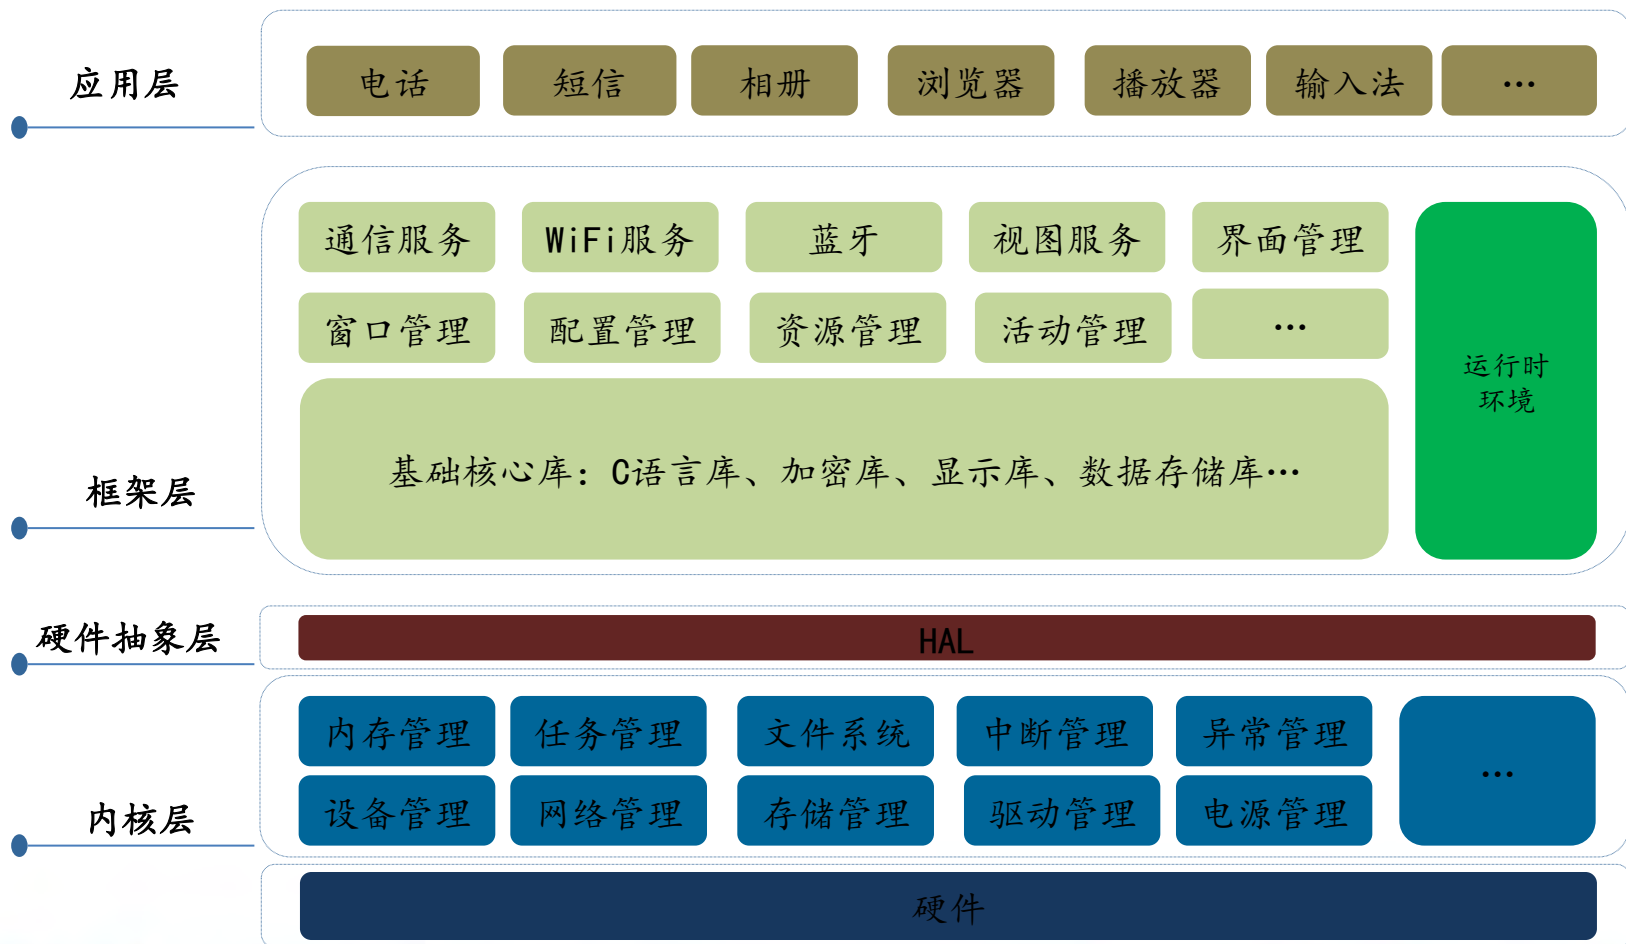 应用层
电话
短信
相册
浏览器
播放器
输入法
…
通信服务
WiFi服务
蓝牙
视图服务
界面管理
窗口管理
配置管理
资源管理
活动管理
…
运行时
环境
基础核心库：C语言库、加密库、显示库、数据存储库…
框架层
硬件抽象层
HAL
内存管理
任务管理
文件系统
中断管理
异常管理
…
设备管理
网络管理
存储管理
驱动管理
电源管理
内核层
硬件